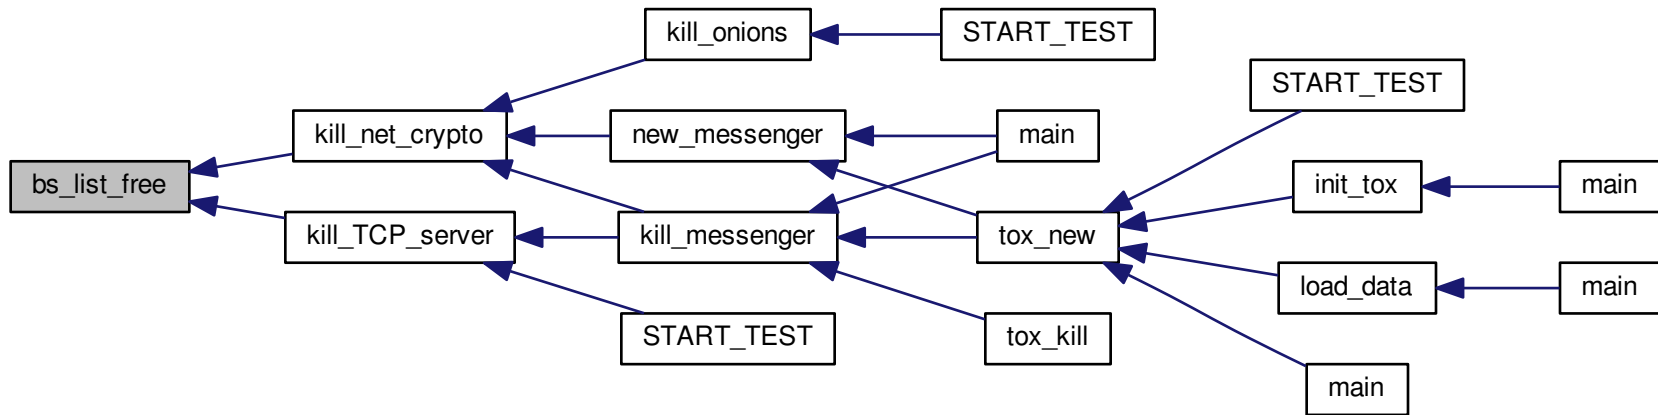 kill_onions
START_TEST
START_TEST
kill_net_crypto
new_messenger
main
bs_list_free
init_tox
main
kill_TCP_server
kill_messenger
tox_new
load_data
main
START_TEST
tox_kill
main